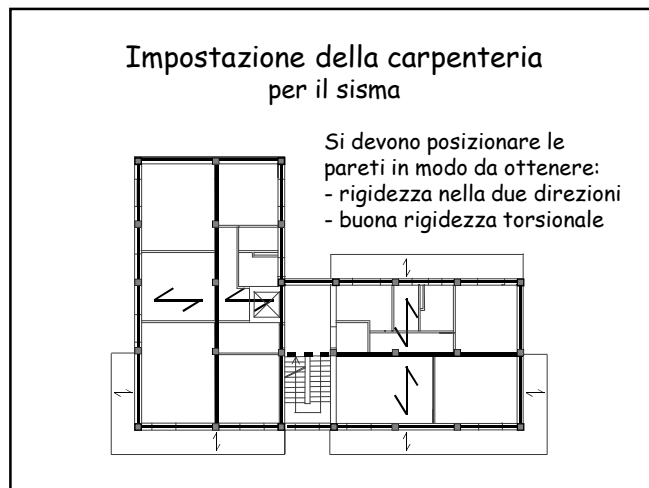 Impostazione della carpenteria
per il sisma
Si devono posizionare le
pareti in modo da ottenere:
- rigidezza nella due direzioni
- buona rigidezza torsionale